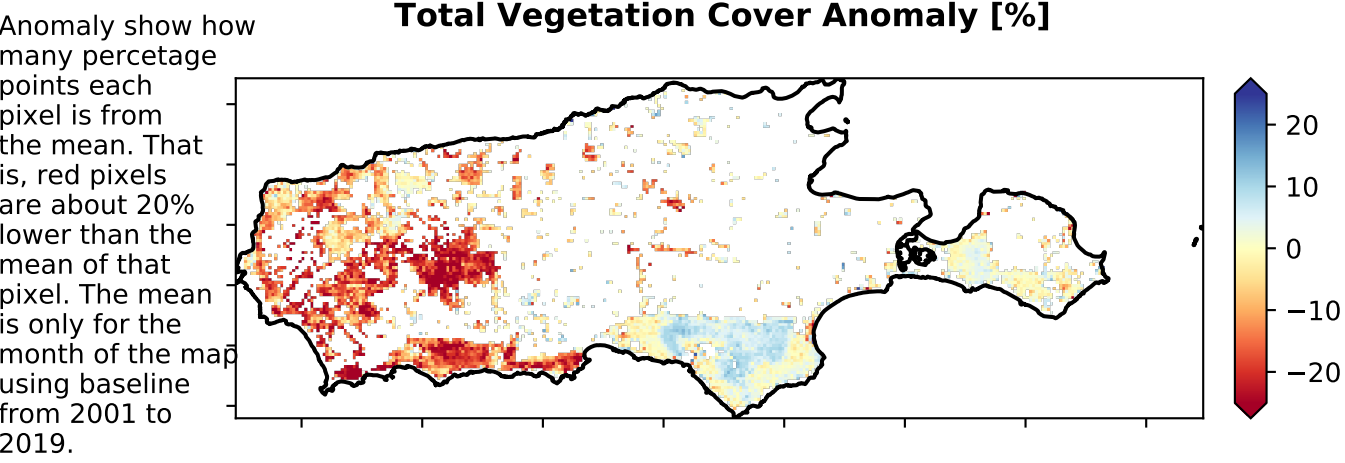 Total Vegetation Cover Anomaly [%]
Anomaly show how
many percetage
points each
pixel is from
the mean. That
is, red pixels
are about 20%
lower than the
mean of that
pixel. The mean
is only for the
month of the map
using baseline
from 2001 to
2019.
20
10
0
−10
−20